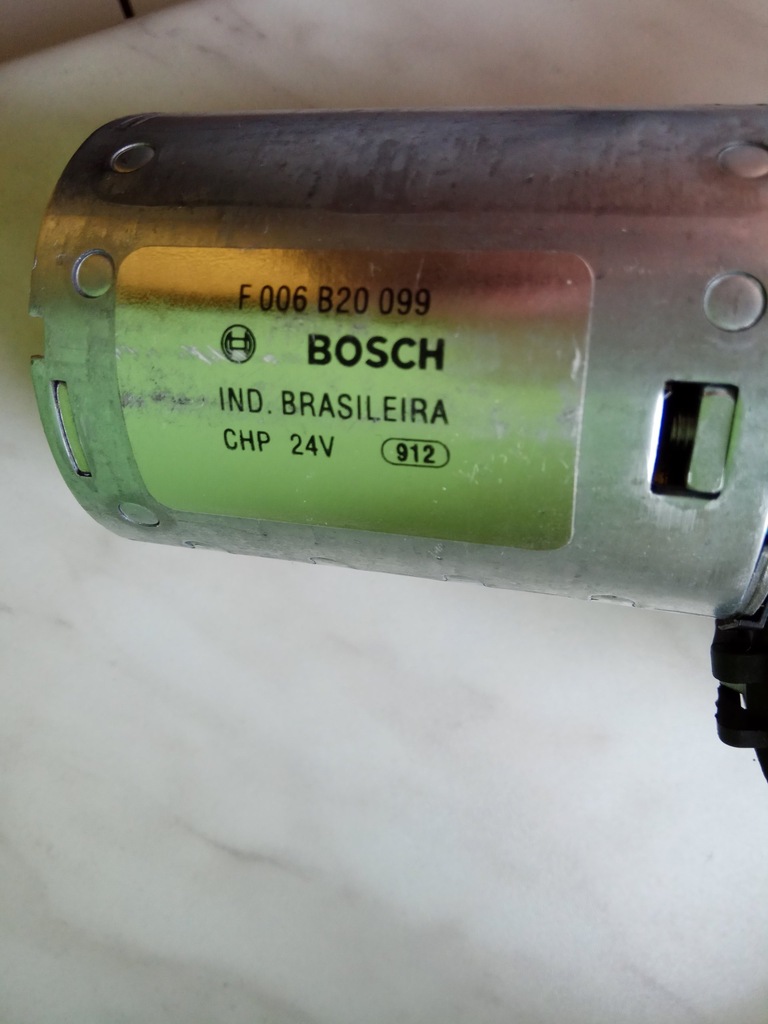 F 006 B20 099
BOSCH
IND. BRASILEIRA
CHP 24V 912